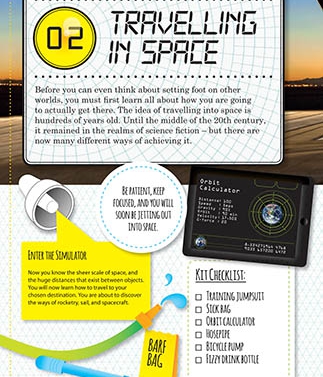 02
TRAVELLING
IN SPACE
Before you can even think about setting foot on other
worlds, you must first learn all about how you are going
to actually get there. The idea of travelling into space is
hundreds of years old. Until the middle of the 20th century,
it remained in the realms of science fiction – but there are
now many different ways of achieving it.
BE PATIENT, KEEP
FOCUSED, AND YOU WILL
SOON BE JETTING OUT
INTO SPACE.
Orbit
Calculator
ENTER THE SIMULATOR
Now you know the sheer scale of space, and
the huge distances that exist between objects.
You will now learn how to travel to your
chosen destination. You are about to discover
the ways of rocketry, sail, and spacecraft.
KIT CHECKLIST:
TRAINING JUMPSUIT
SICK BAG
ORBIT CALCULATOR
HOSEPIPE
BICYCLE PUMP
FIZZY DRINK BOTTLE
BARF
BAG